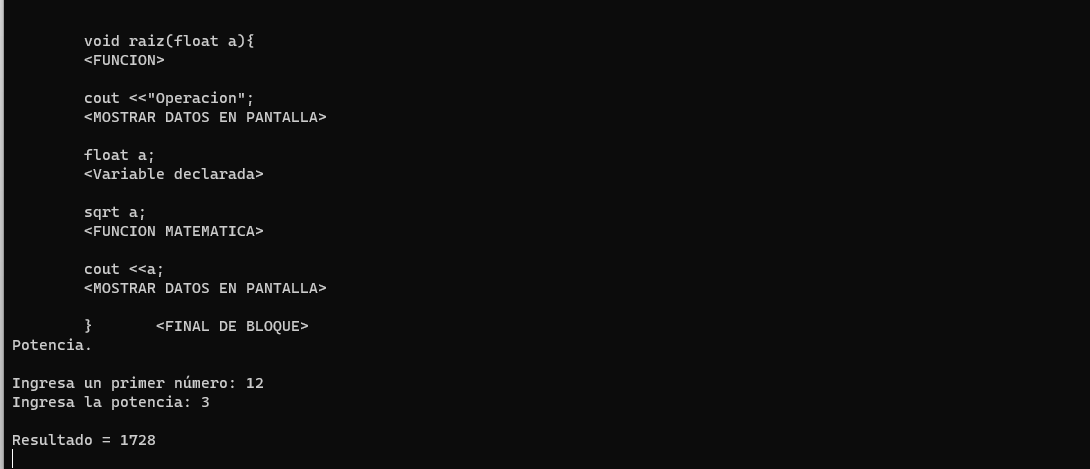 void raiz(float a){
<FUNCION>
cout <<"Operacion";
<MOSTRAR DATOS EN PANTALLA>
float a;
<Variable declarada>
sqrt a;
<FUNCION MATEMATICA>
cout <<a;
<MOSTRAR DATOS EN PANTALLA>
} <FINAL DE BLOQUE>
Potencia.
Ingresa un primer número: 12
Ingresa la potencia: 3
Resultado = 1728